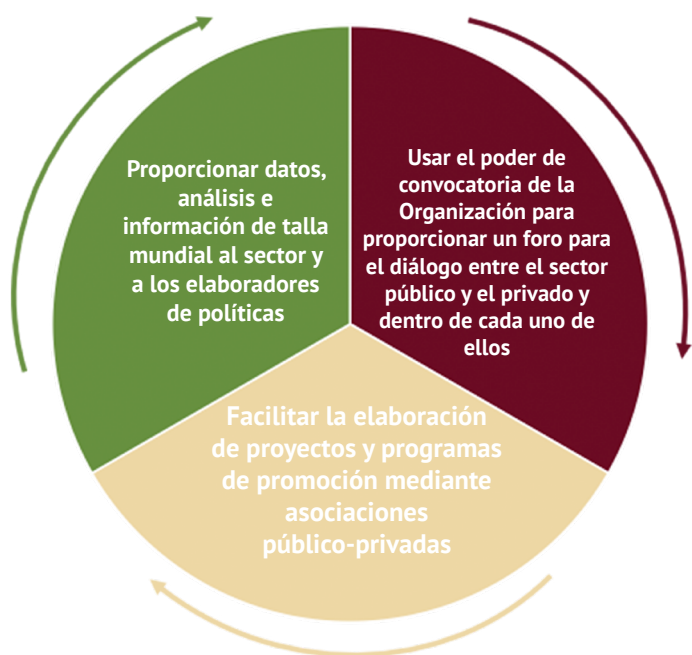 Proporcionar datos,
análisis e
información de talla
mundial al sector y
a los elaboradores
de políticas
Usar el poder de
convocatoria de la
Organización para
proporcionar un foro para
el diálogo entre el sector
público y el privado y
dentro de cada uno de
ellos
Facilitar la elaboración
de proyectos y programas
de promoción mediante
asociaciones
público-privadas